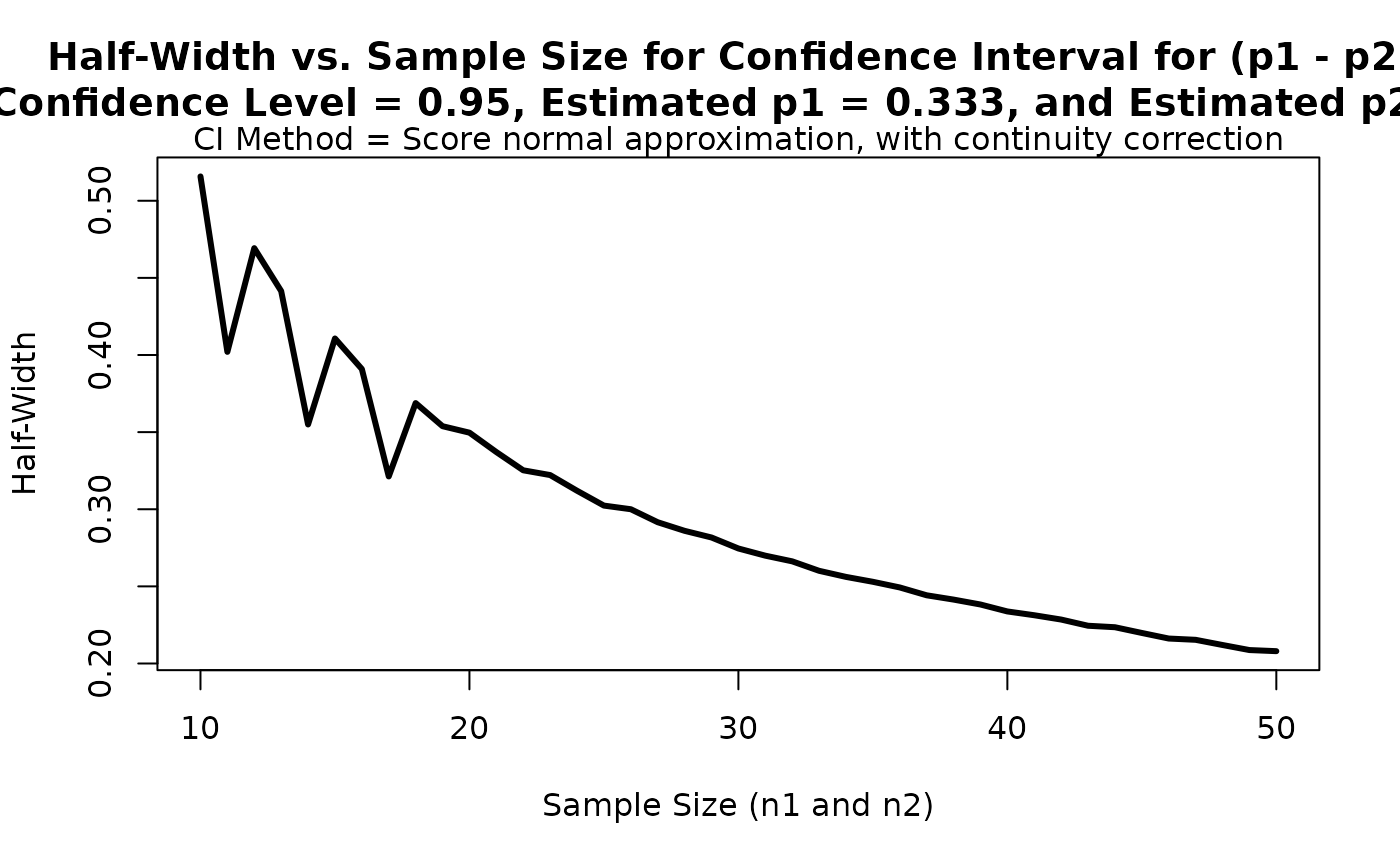 Half-Width vs. Sample Size for Confidence Interval for (p1 - p2
Confidence Level = 0.95, Estimated p1 = 0.333, and Estimated p2
CI Method = Score normal approximation, with continuity correction
0.50
0.40
0.30
0.20
Half-Width
10 20 30 40 50
Sample Size (n1 and n2)